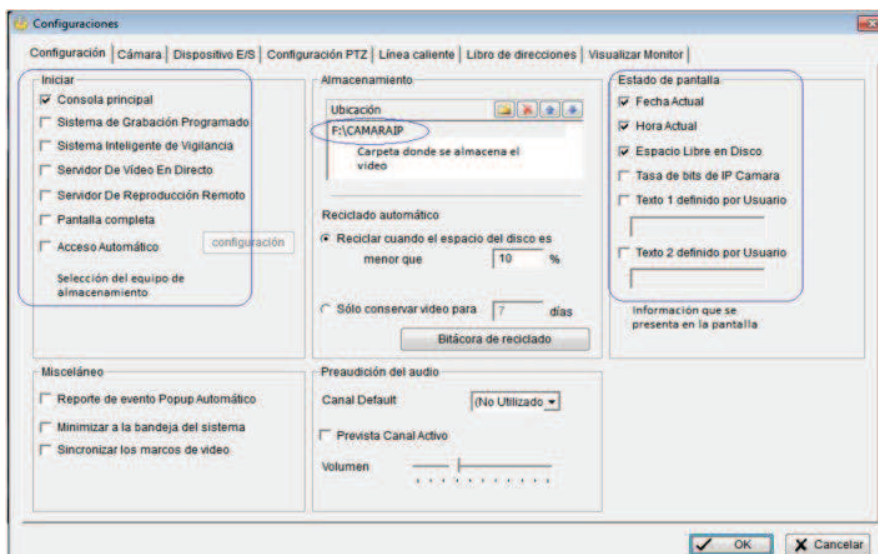 Configuraciones
Configuración Cámara Dispositivo E/S Configuración PTZ Línea caliente Libro de direcciones Visualizar Monitor
Iniciar
Consola principal
Sistema de Grabación Programado
Sistema Inteligente de Vigilancia
Servidor De Vídeo En Directo
Servidor De Reproducción Remoto
Pantalla completa
Acceso Automático
configuración
Selección del equipo de
almacenamiento
Almacenamiento
Ubicación
F:\CAMARAIP
Carpeta donde se almacena el
vídeo
Reciclado automático
Reciclar cuando el espacio del disco es
menor que 10 %
Sólo conservar video para 7 días
Bitácora de reciclado
Estado de pantalla
Fecha Actual
Hora Actual
Espacio Libre en Disco
Tasa de bits de IP Camara
Texto 1 definido por Usuario
Texto 2 definido por Usuario
Información que se
presenta en la pantalla
Misceláneo
Reporte de evento Popup Automático
Minimizar a la bandeja del sistema
Sincronizar los marcos de video
Preaudición del audio
Canal Default (No Utilizado
Prevista Canal Activo
Volumen
OK Cancelar